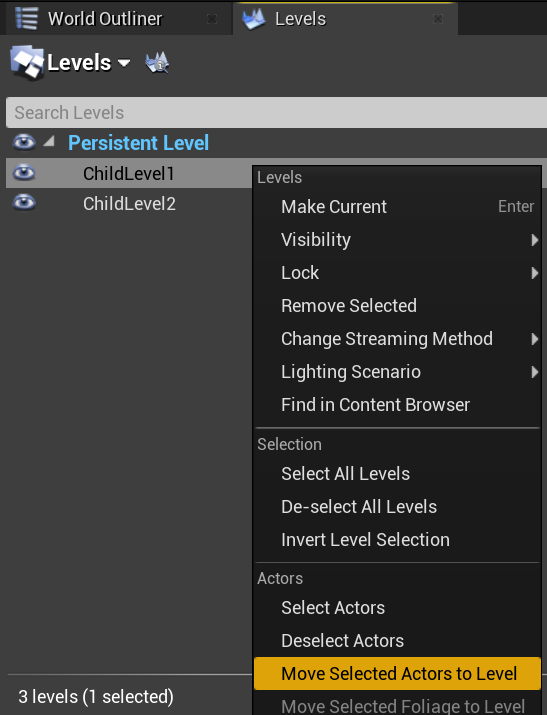 World Outliner
Levels
Levels
Search Levels
Persistent Level
ChildLevel1
ChildLevel2
Levels
Make Current Enter
Visibility
Lock
Remove Selected
Change Streaming Method
Lighting Scenario
Find in Content Browser
Selection
Select All Levels
De-select All Levels
Invert Level Selection
Actors
Select Actors
Deselect Actors
Move Selected Actors to Level
Move Selected Foliage to Level
3 levels (1 selected)